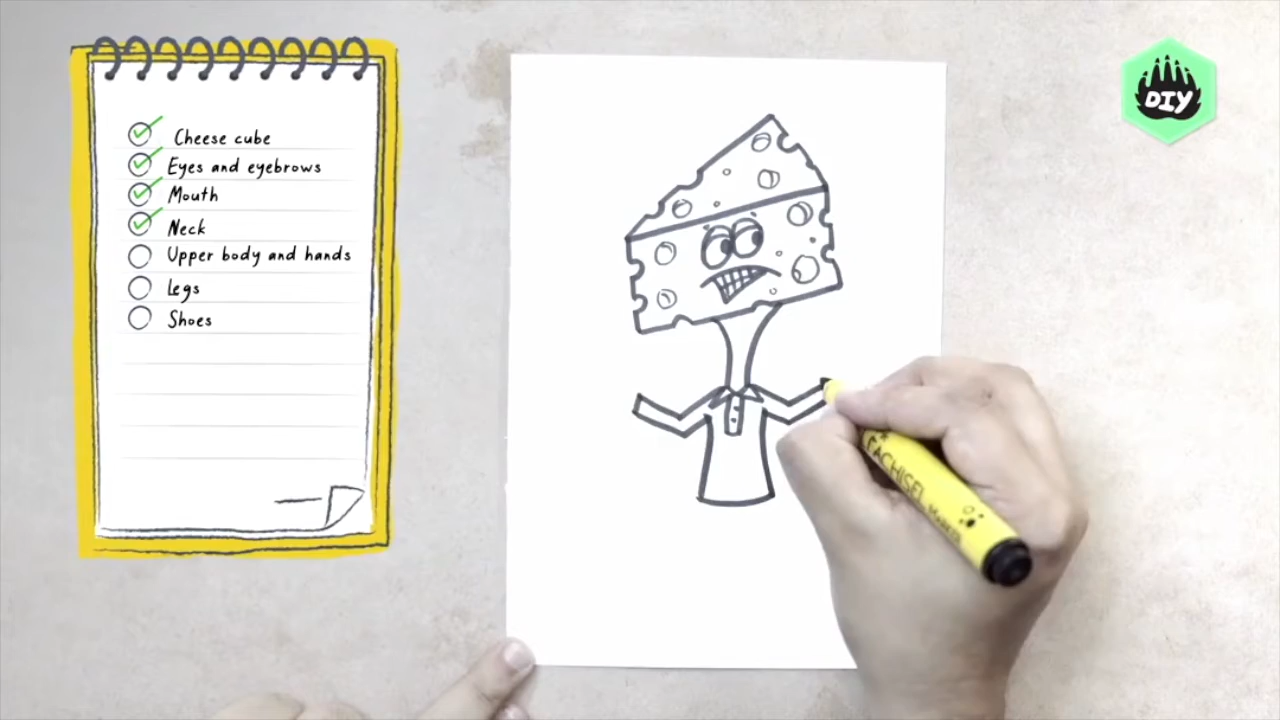 Cheese cube
Eyes and eyebrows
Mouth
Neck
Upper body and hands
Legs
Shoes
DIY